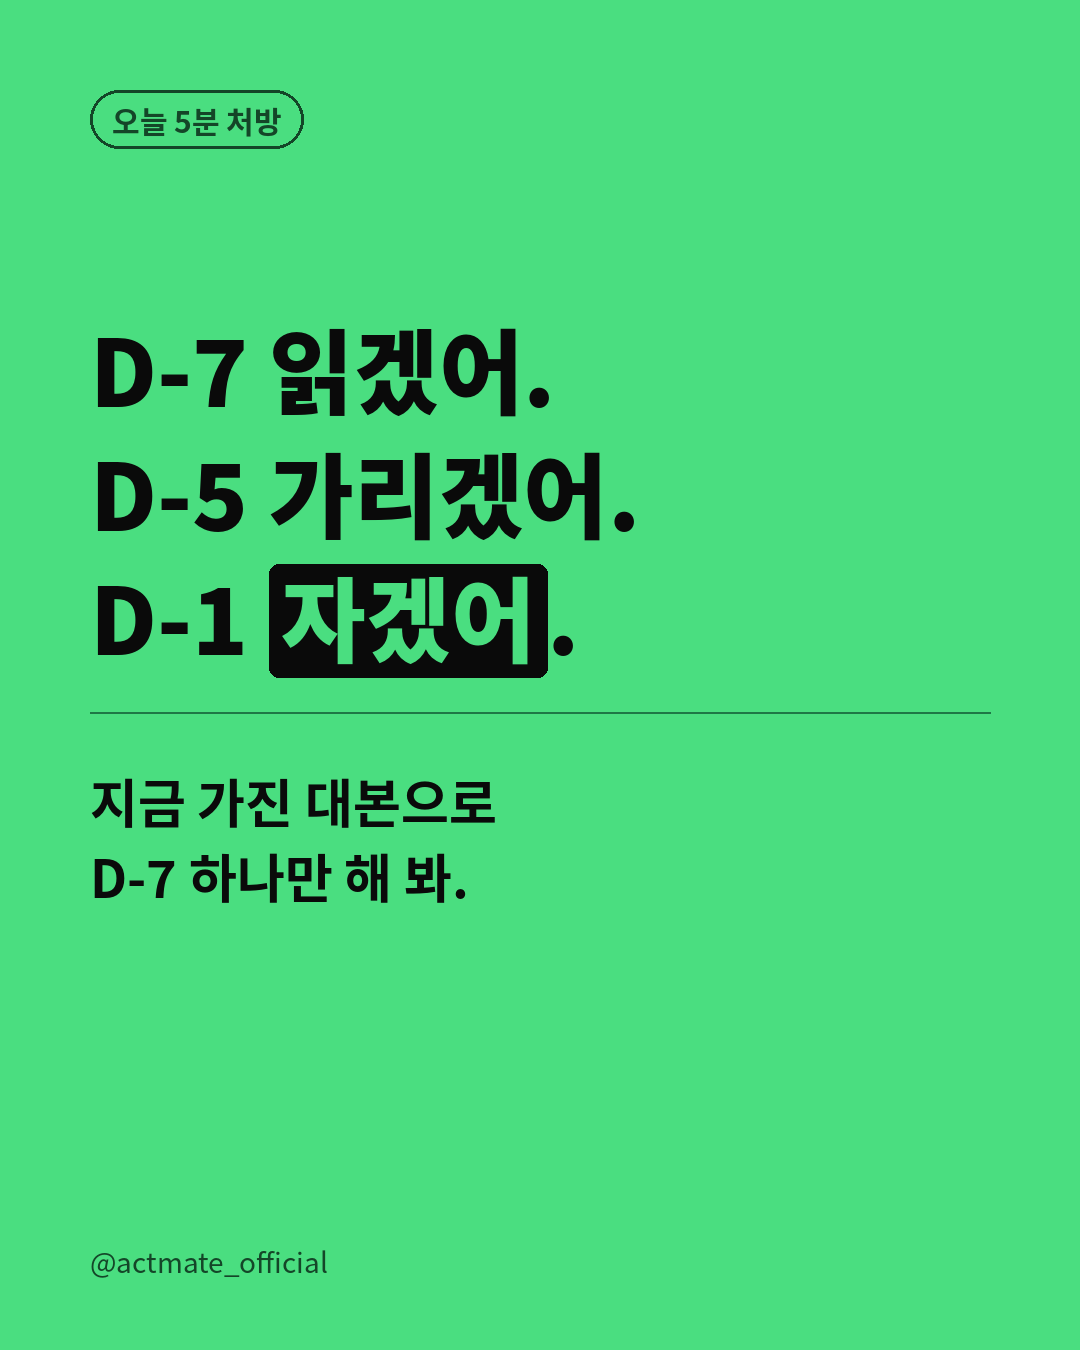 오늘 5분 처방
D-7 읽겠어.
D-5 가리겠어.
D-1 자겠어.
지금 가진 대본으로
D-7 하나만 해 봐.
@actmate_official